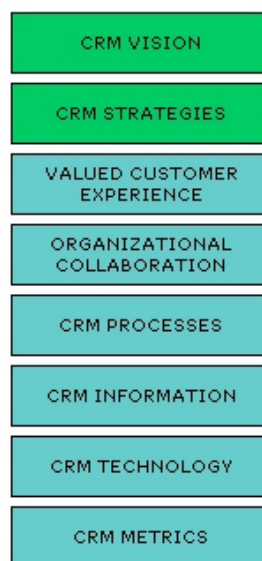 CRM VISION
CRM STRATEGIES
VALUED CUSTOMER
EXPERIENCE
ORGANIZATIONAL
COLLABORATION
CRM PROCESSES
CRM INFORMATION
CRM TECHNOLOGY
CRM METRICS